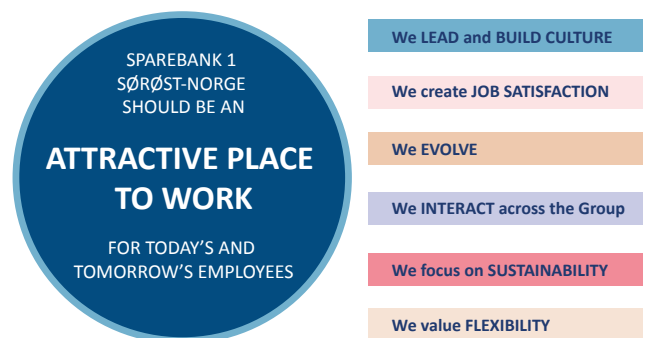 SPAREBANK 1
SØRØST-NORGE
SHOULD BE AN
ATTRACTIVE PLACE
TO WORK
FOR TODAY'S AND
TOMORROW'S EMPLOYEES
We LEAD and BUILD CULTURE
We create JOB SATISFACTION
We EVOLVE
We INTERACT across the Group
We focus on SUSTAINABILITY
We value FLEXIBILITY